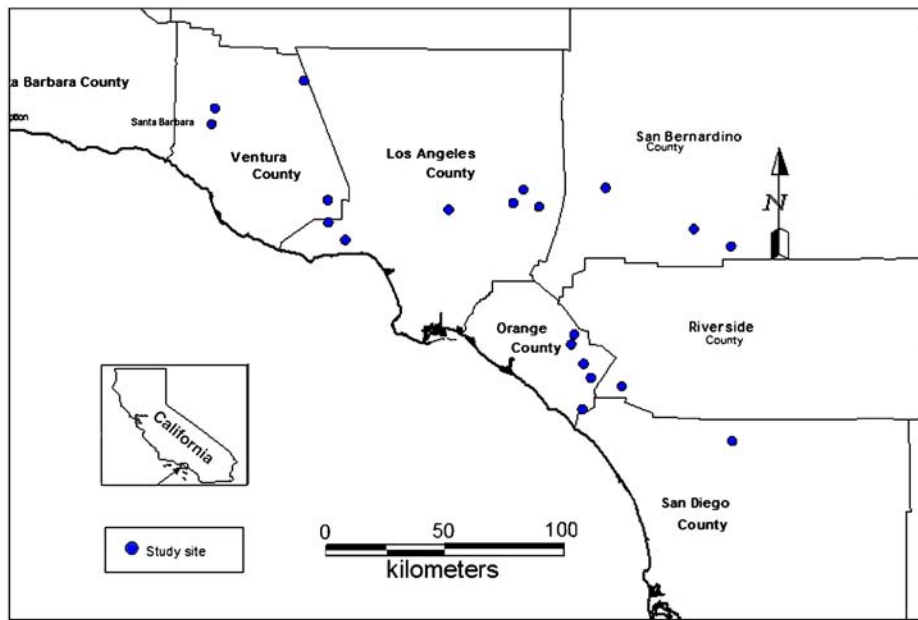 ta Barbara County
Santa Barbara
Ventura
County
Los Angeles
County
San Bernardino
County
N
Orange
County
Riverside
County
California
San Diego
County
Study site
0 50 100
kilometers